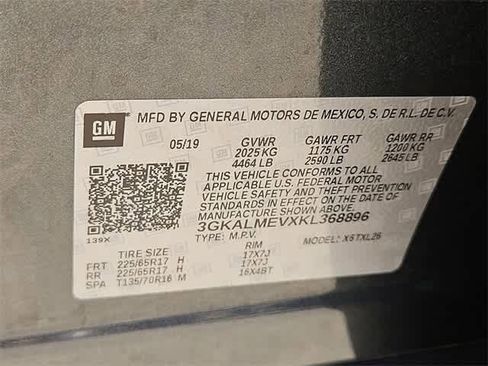 GM
MFD BY GENERAL MOTORS DE MEXICO, S. DE R.L. DE C.V.
05/19 GVWR GAWR FRT GAWR RR
2025 KG 1175 KG 1200 KG
4464 LB 2590 LB 2645 LB
THIS VEHICLE CONFORMS TO ALL
APPLICABLE U.S. FEDERAL MOTOR
VEHICLE SAFETY AND THEFT PREVENTION
STANDARDS IN EFFECT ON THE DATE OF
MANUFACTURE SHOWN ABOVE.
3GKALMEVXKL368896
TYPE: M.P.V. MODEL: X6TXL26
139X
TIRE SIZE RIM
FRT 225/65R17 H 17X7J
RR 225/65R17 H 17X7J
SPA T135/70R16 M 16X4BT